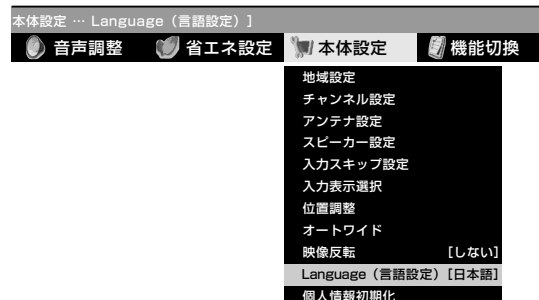 本体設定 … Language（言語設定）]
音声調整 省エネ設定 本体設定 機能切換
地域設定
チャンネル設定
アンテナ設定
スピーカー設定
入力スキップ設定
入力表示選択
位置調整
オートワイド
映像反転 [しない]
Language（言語設定）[日本語]
個人情報初期化